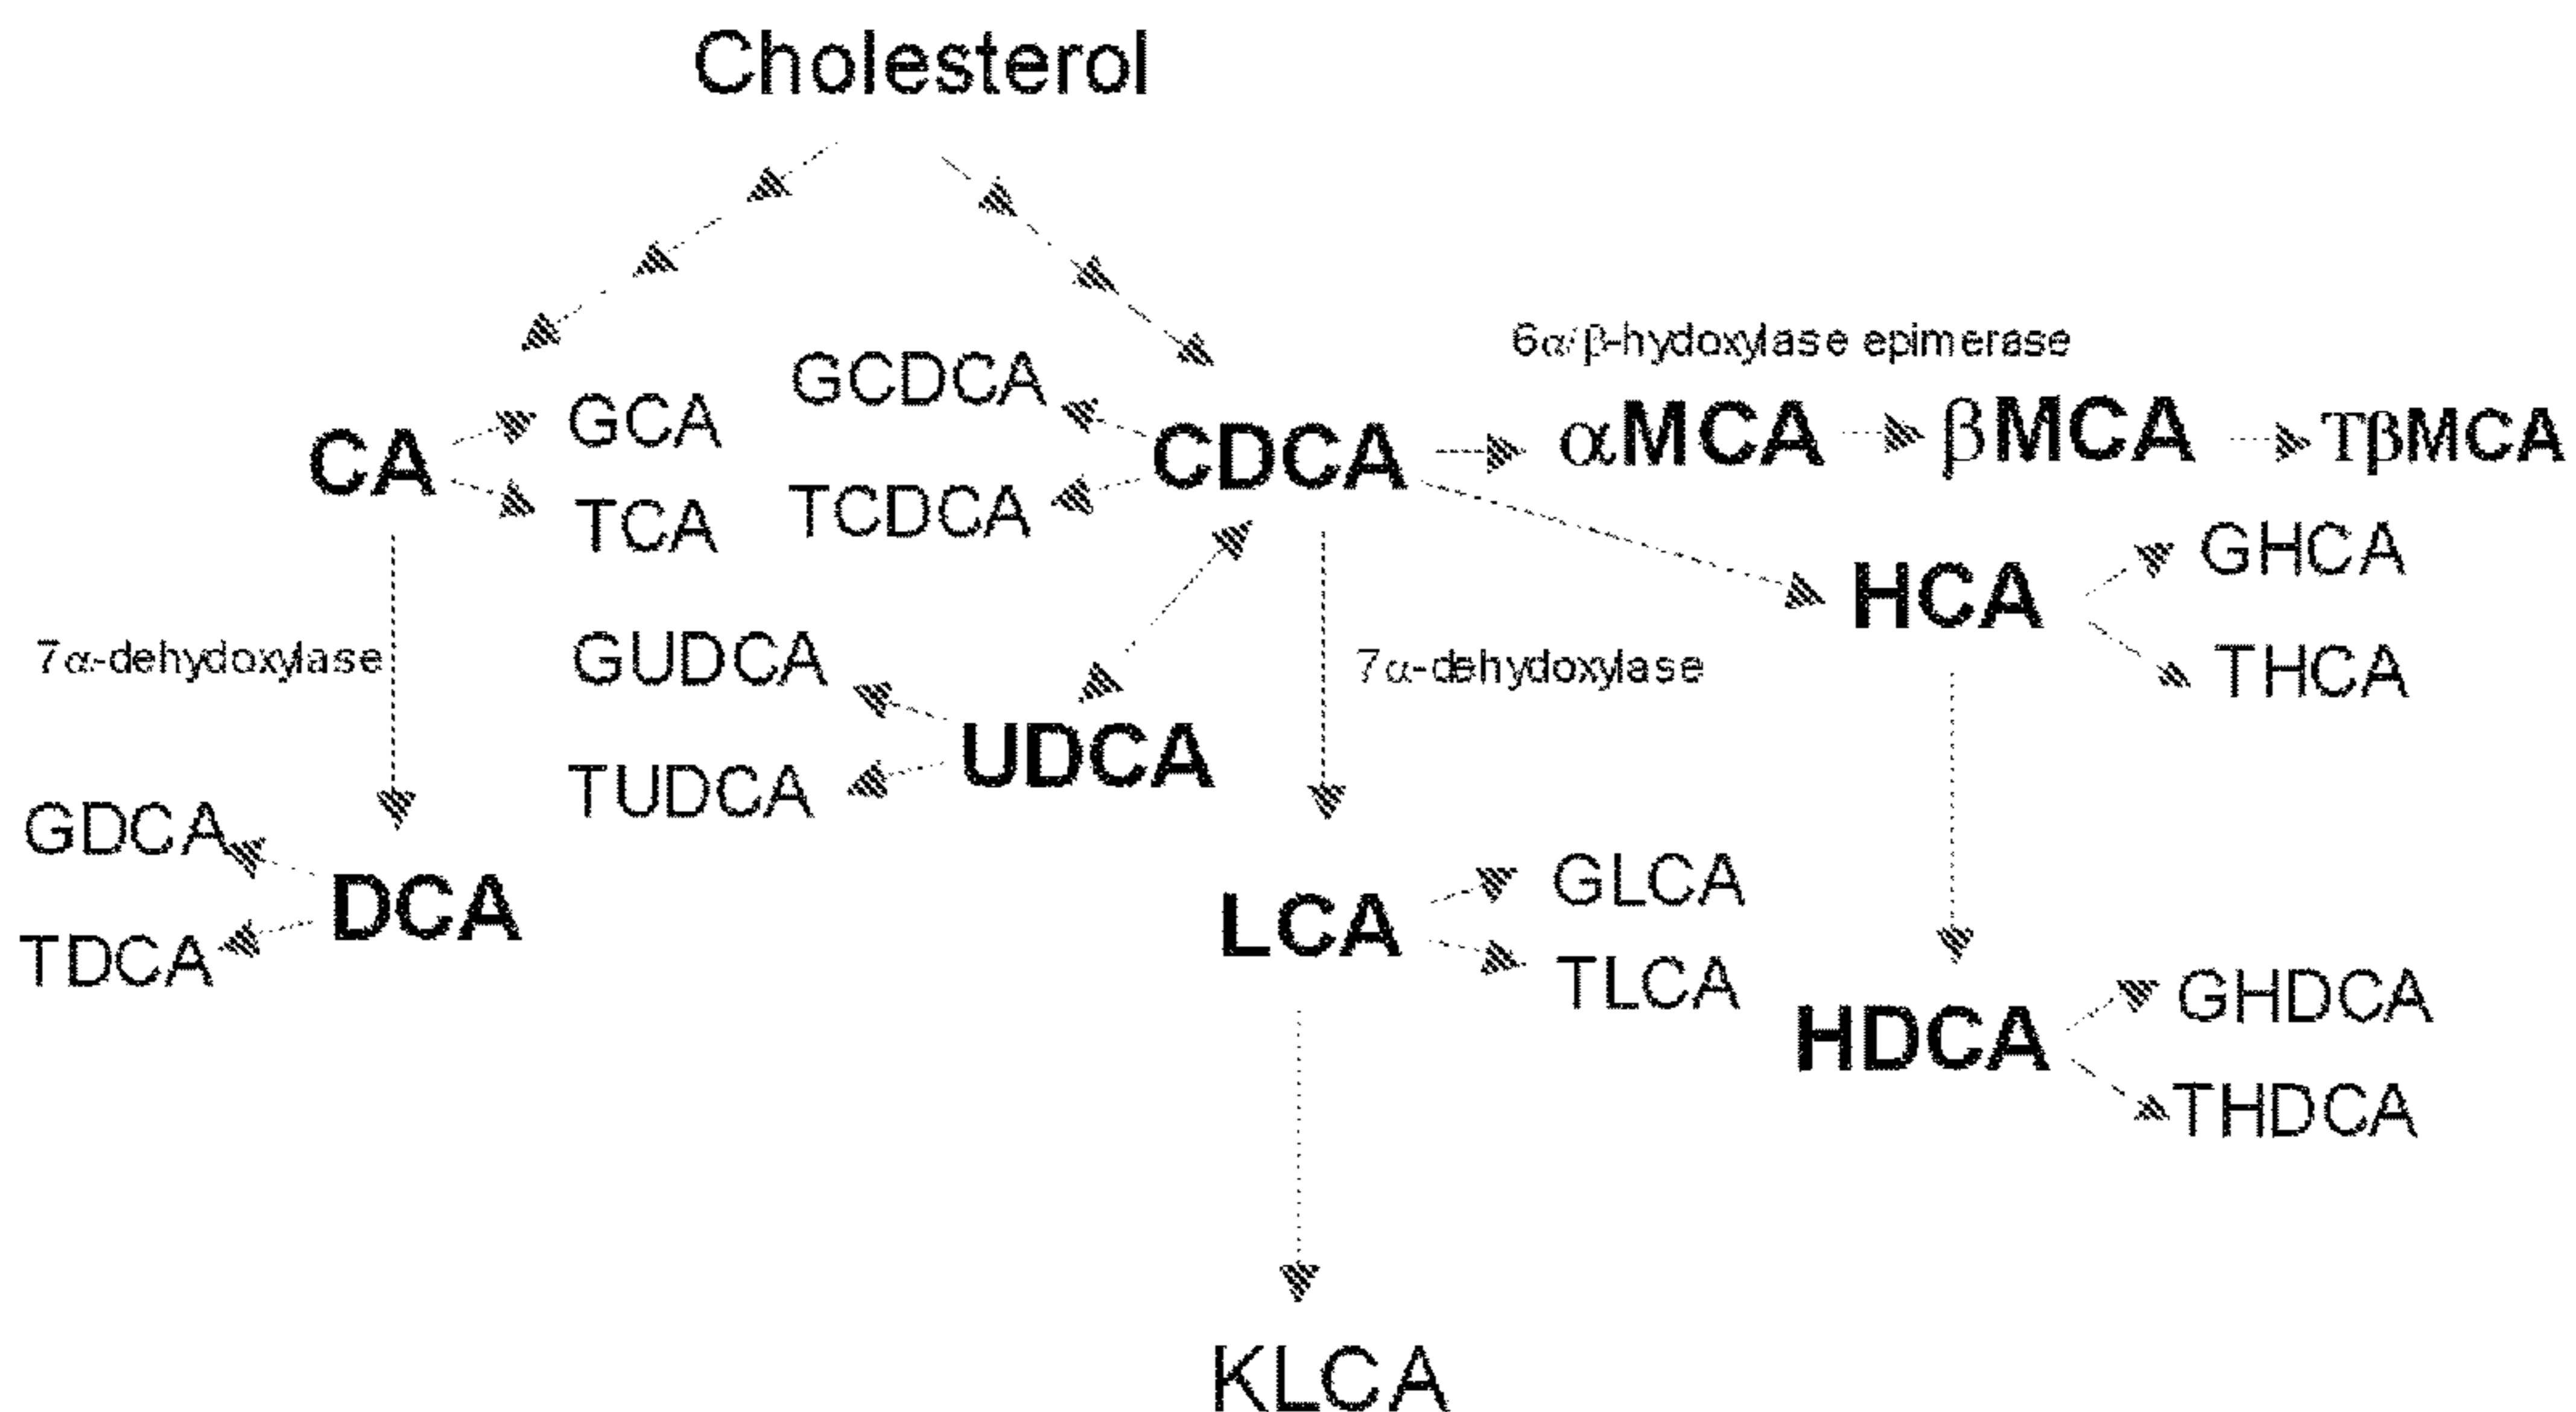 Cholesterol
6α/β-hydoxylase epimerase
GCDCA
CA
GCA
TCA
TCDCA
CDCA
αMCA
βMCA
TβMCA
HCA
GHCA
THCA
7α-dehydoxylase
GUDCA
TUDCA
UDCA
7α-dehydoxylase
GDCA
TDCA
DCA
LCA
GLCA
TLCA
HDCA
GHDCA
THDCA
KLCA